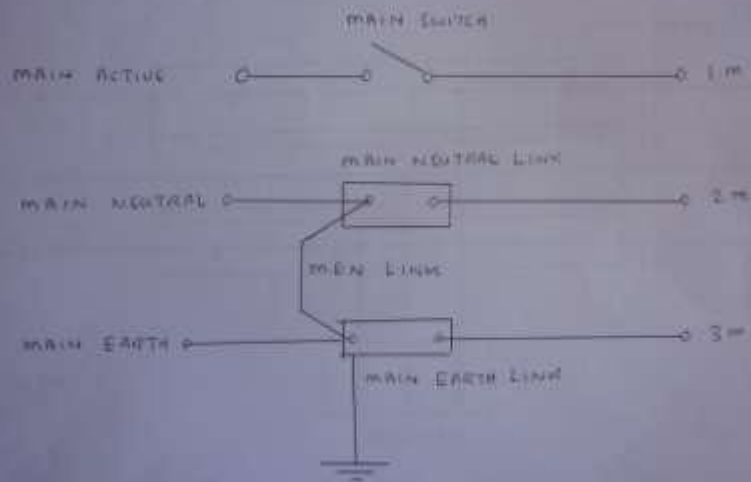 MAIN SWITCH
MAIN ACTIVE
1 m
MAIN NEUTRAL LINK
MAIN NEUTRAL
2 m
MEN LINK
MAIN EARTH
3 m
MAIN EARTH LINK